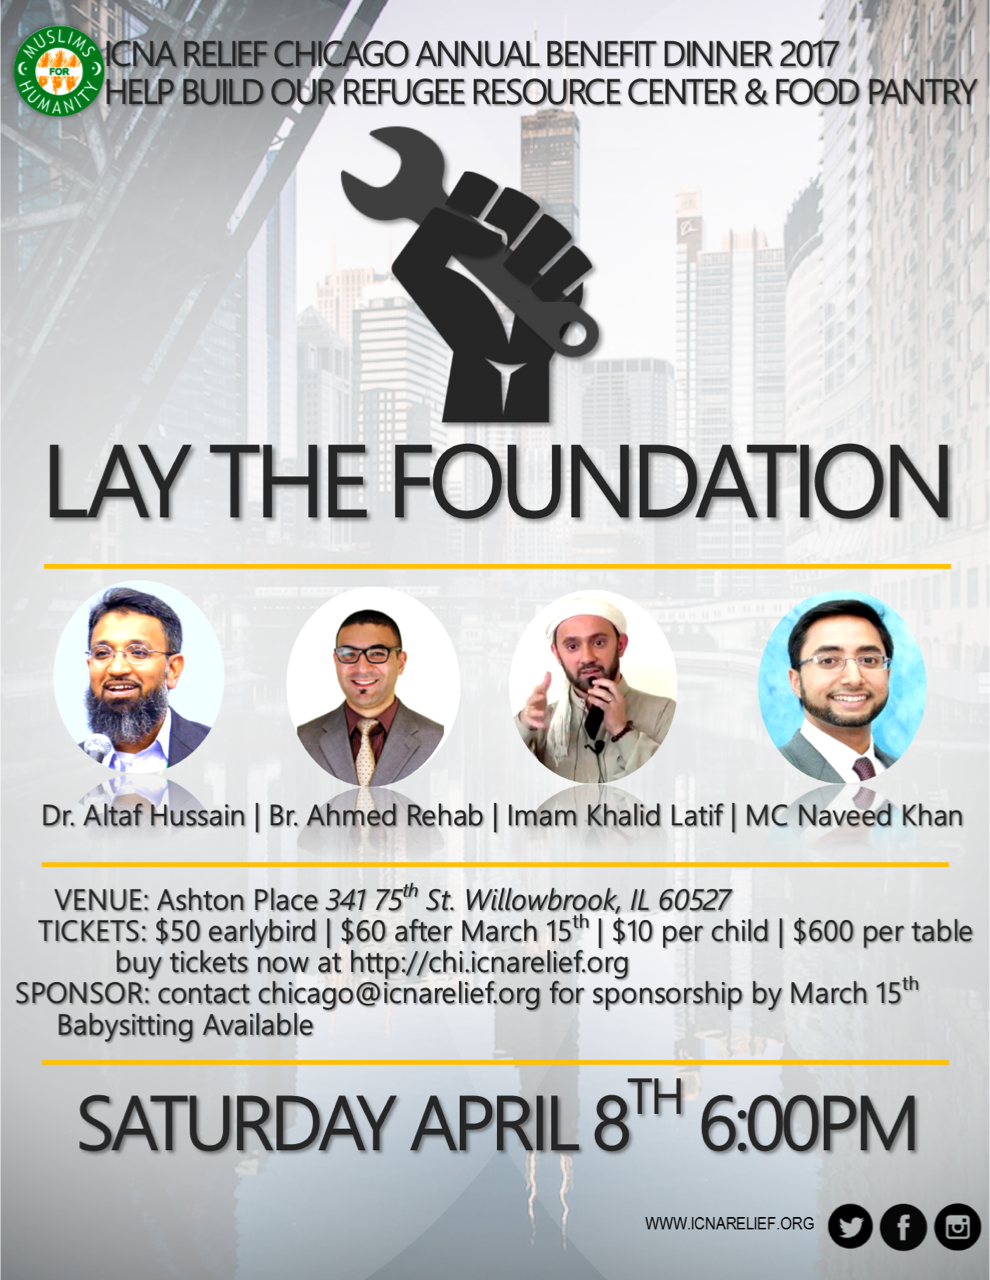 MUSLIMS
FOR
HUMANITY
ICNA RELIEF CHICAGO ANNUAL BENEFIT DINNER 2017
HELP BUILD OUR REFUGEE RESOURCE CENTER & FOOD PANTRY
LAY THE FOUNDATION
Dr. Altaf Hussain | Br. Ahmed Rehab | Imam Khalid Latif | MC Naveed Khan
VENUE: Ashton Place 341 75th St. Willowbrook, IL 60527
TICKETS: $50 earlybird | $60 after March 15th | $10 per child | $600 per table
buy tickets now at http://chi.icnarelief.org
SPONSOR: contact chicago@icnarelief.org for sponsorship by March 15th
Babysitting Available
SATURDAY APRIL 8TH 6:00PM
WWW.ICNARELIEF.ORG